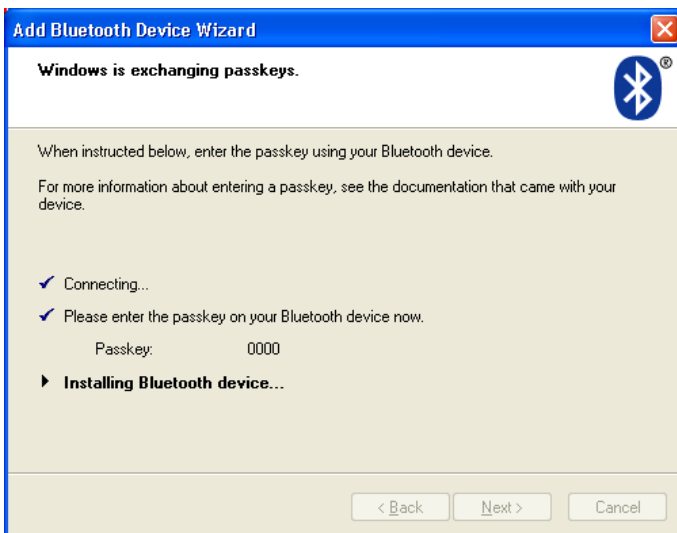 Add Bluetooth Device Wizard
Windows is exchanging passkeys.
®
When instructed below, enter the passkey using your Bluetooth device.
For more information about entering a passkey, see the documentation that came with your
device.
Connecting...
Please enter the passkey on your Bluetooth device now.
Passkey: 0000
Installing Bluetooth device...
< Back Next > Cancel